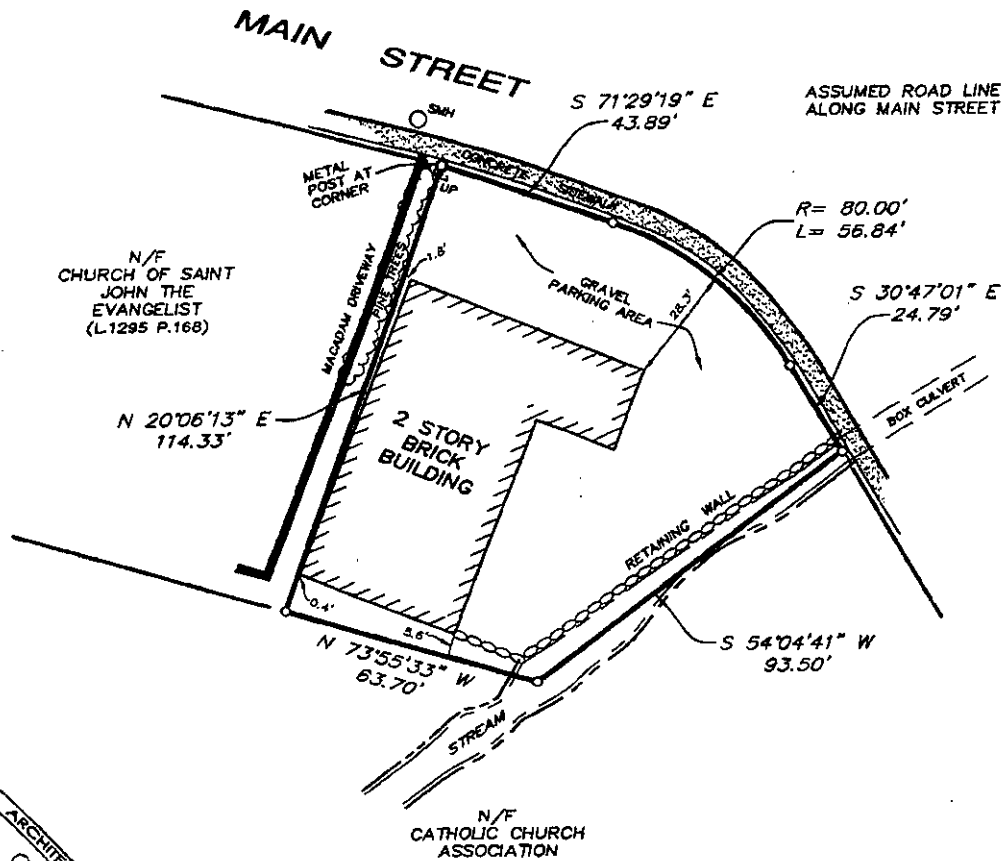 MAIN STREET
SMH
S 71°29'19" E
43.89'
ASSUMED ROAD LINE
ALONG MAIN STREET
CONCRETE SIDEWALK
METAL
POST AT
CORNER
UP
R= 80.00'
L= 56.84'
N/F
CHURCH OF SAINT
JOHN THE
EVANGELIST
(L.1295 P.168)
MACADAM DRIVEWAY
PINE TREES
1.8'
GRAVEL
PARKING AREA
28.3'
S 30°47'01" E
24.79'
BOX CULVERT
N 20°06'13" E
114.33'
2 STORY
BRICK
BUILDING
RETAINING WALL
0.4'
5.6'
N 73°55'33" W
63.70'
S 54°04'41" W
93.50'
STREAM
N/F
CATHOLIC CHURCH
ASSOCIATION